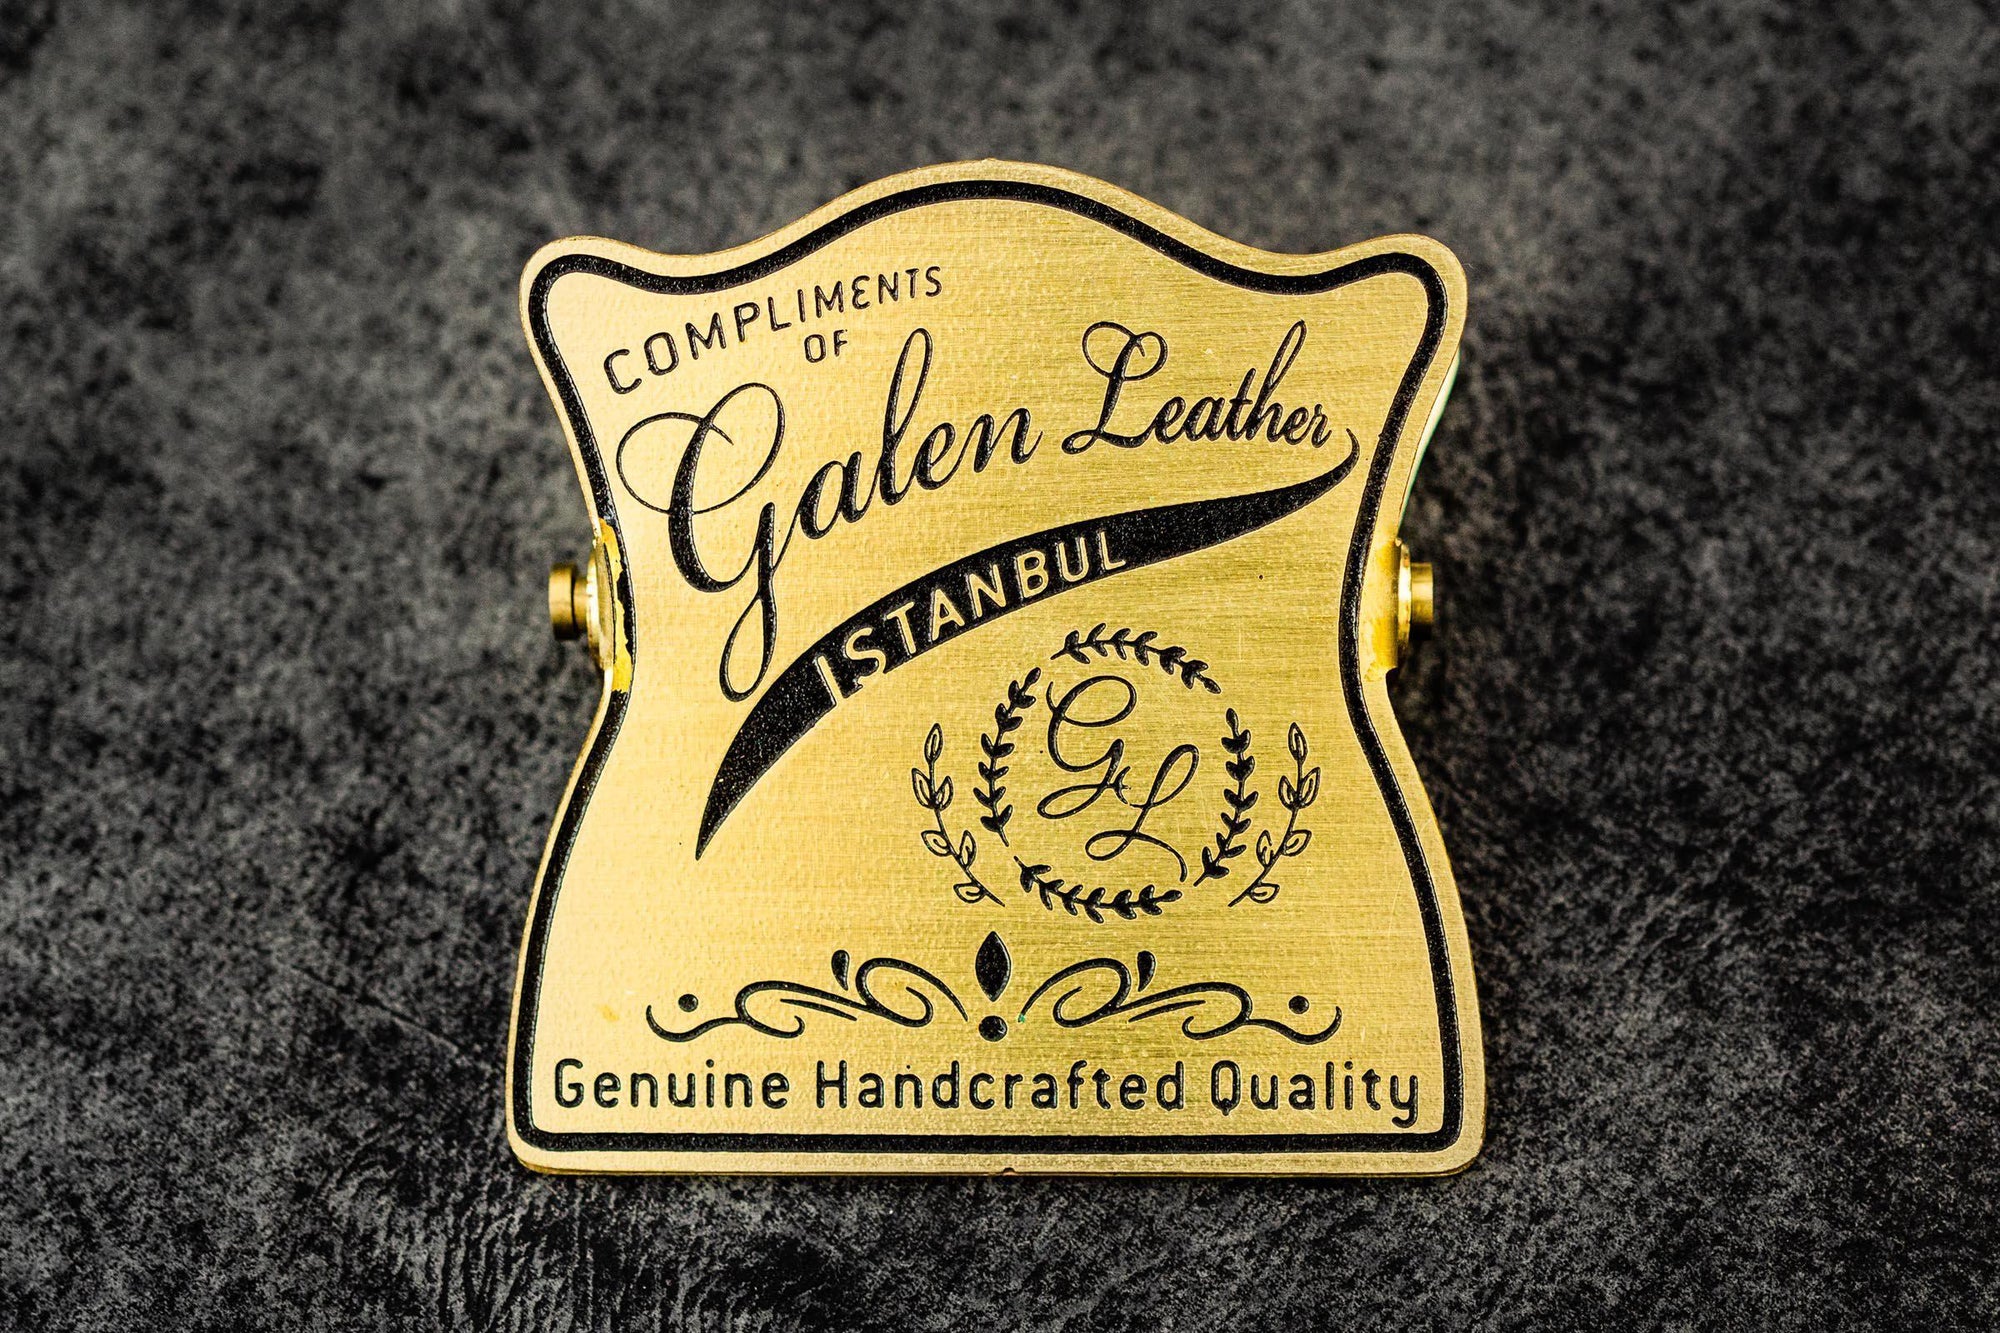 COMPLIMENTS
OF
Galen Leather
ISTANBUL
GL
Genuine Handcrafted Quality